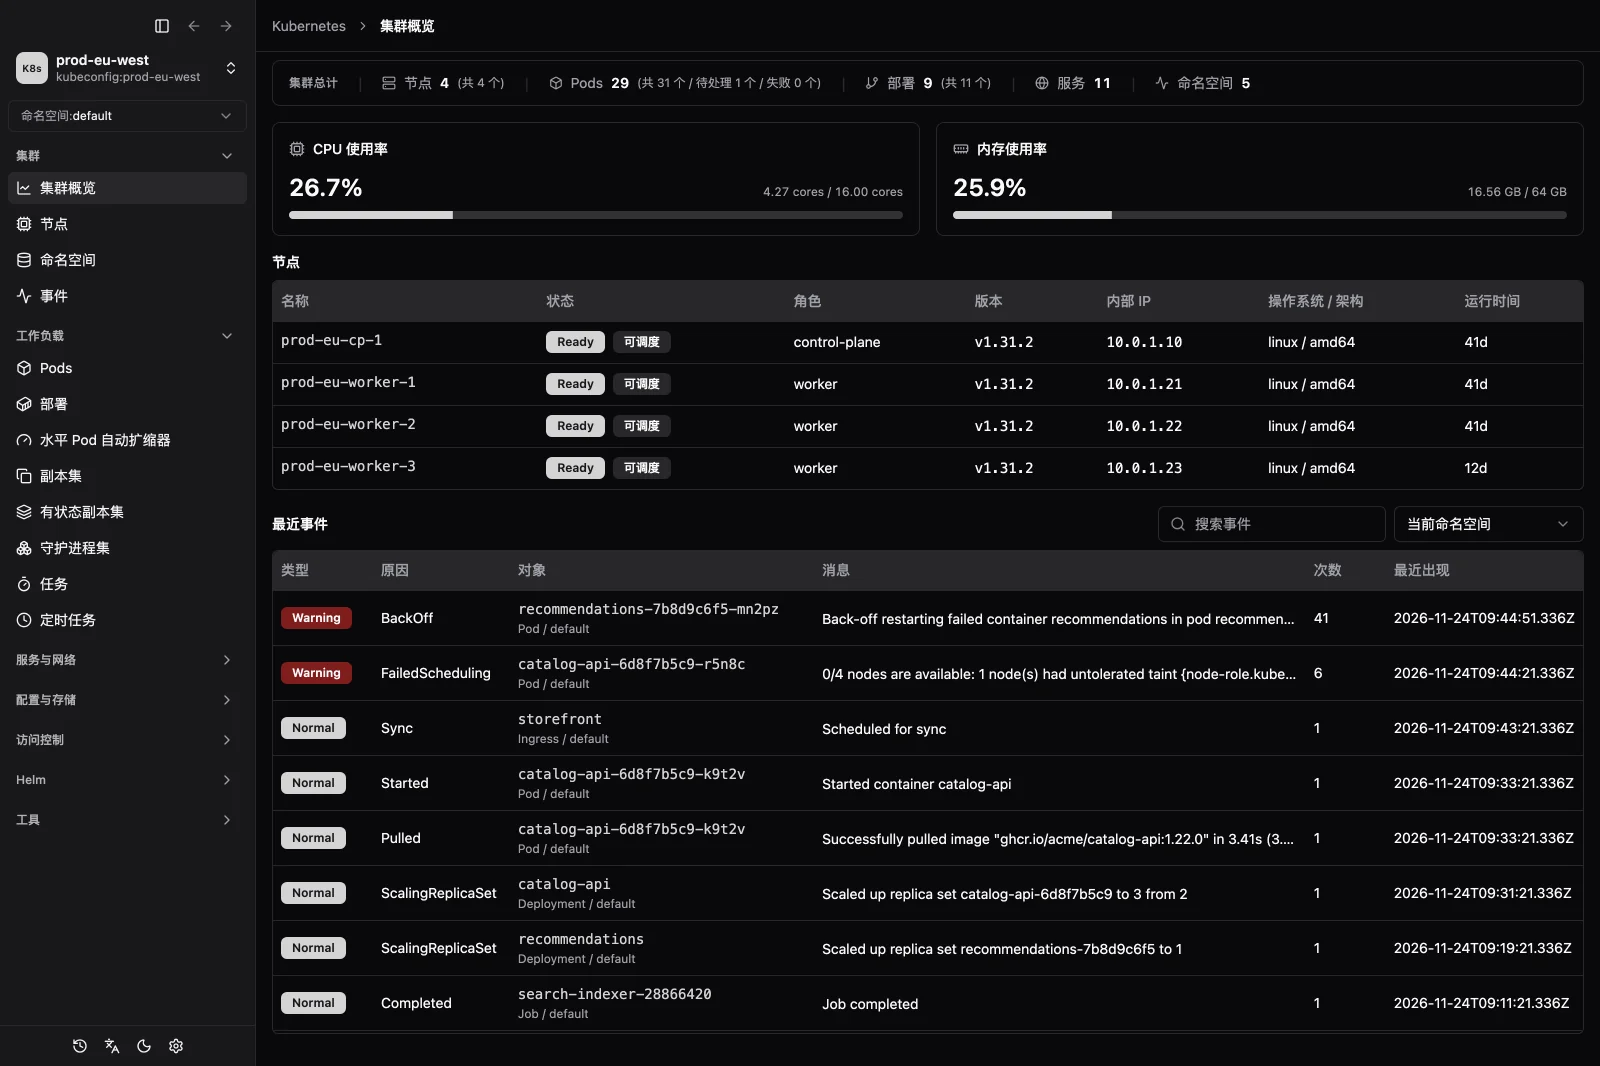 K8s
prod-eu-west
kubeconfig:prod-eu-west
命名空间:default
集群
集群概览
节点
命名空间
事件
工作负载
Pods
部署
水平 Pod 自动扩缩器
副本集
有状态副本集
守护进程集
任务
定时任务
服务与网络
配置与存储
访问控制
Helm
工具
Kubernetes > 集群概览
集群总计 | 节点 4 (共 4 个) | Pods 29 (共 31 个 / 待处理 1 个 / 失败 0 个) | 部署 9 (共 11 个) | 服务 11 | 命名空间 5
CPU 使用率
26.7% 4.27 cores / 16.00 cores
内存使用率
25.9% 16.56 GB / 64 GB
节点
名称 状态 角色 版本 内部 IP 操作系统 / 架构 运行时间
prod-eu-cp-1 Ready 可调度 control-plane v1.31.2 10.0.1.10 linux / amd64 41d
prod-eu-worker-1 Ready 可调度 worker v1.31.2 10.0.1.21 linux / amd64 41d
prod-eu-worker-2 Ready 可调度 worker v1.31.2 10.0.1.22 linux / amd64 41d
prod-eu-worker-3 Ready 可调度 worker v1.31.2 10.0.1.23 linux / amd64 12d
最近事件 搜索事件 当前命名空间
类型 原因 对象 消息 次数 最近出现
Warning BackOff recommendations-7b8d9c6f5-mn2pz Back-off restarting failed container recommendations in pod recommen... 41 2026-11-24T09:44:51.336Z
Pod / default
Warning FailedScheduling catalog-api-6d8f7b5c9-r5n8c 0/4 nodes are available: 1 node(s) had untolerated taint {node-role.kube... 6 2026-11-24T09:44:21.336Z
Pod / default
Normal Sync storefront Scheduled for sync 1 2026-11-24T09:43:21.336Z
Ingress / default
Normal Started catalog-api-6d8f7b5c9-k9t2v Started container catalog-api 1 2026-11-24T09:33:21.336Z
Pod / default
Normal Pulled catalog-api-6d8f7b5c9-k9t2v Successfully pulled image "ghcr.io/acme/catalog-api:1.22.0" in 3.41s (3.... 1 2026-11-24T09:33:21.336Z
Pod / default
Normal ScalingReplicaSet catalog-api Scaled up replica set catalog-api-6d8f7b5c9 to 3 from 2 1 2026-11-24T09:31:21.336Z
Deployment / default
Normal ScalingReplicaSet recommendations Scaled up replica set recommendations-7b8d9c6f5 to 1 1 2026-11-24T09:19:21.336Z
Deployment / default
Normal Completed search-indexer-28866420 Job completed 1 2026-11-24T09:11:21.336Z
Job / default